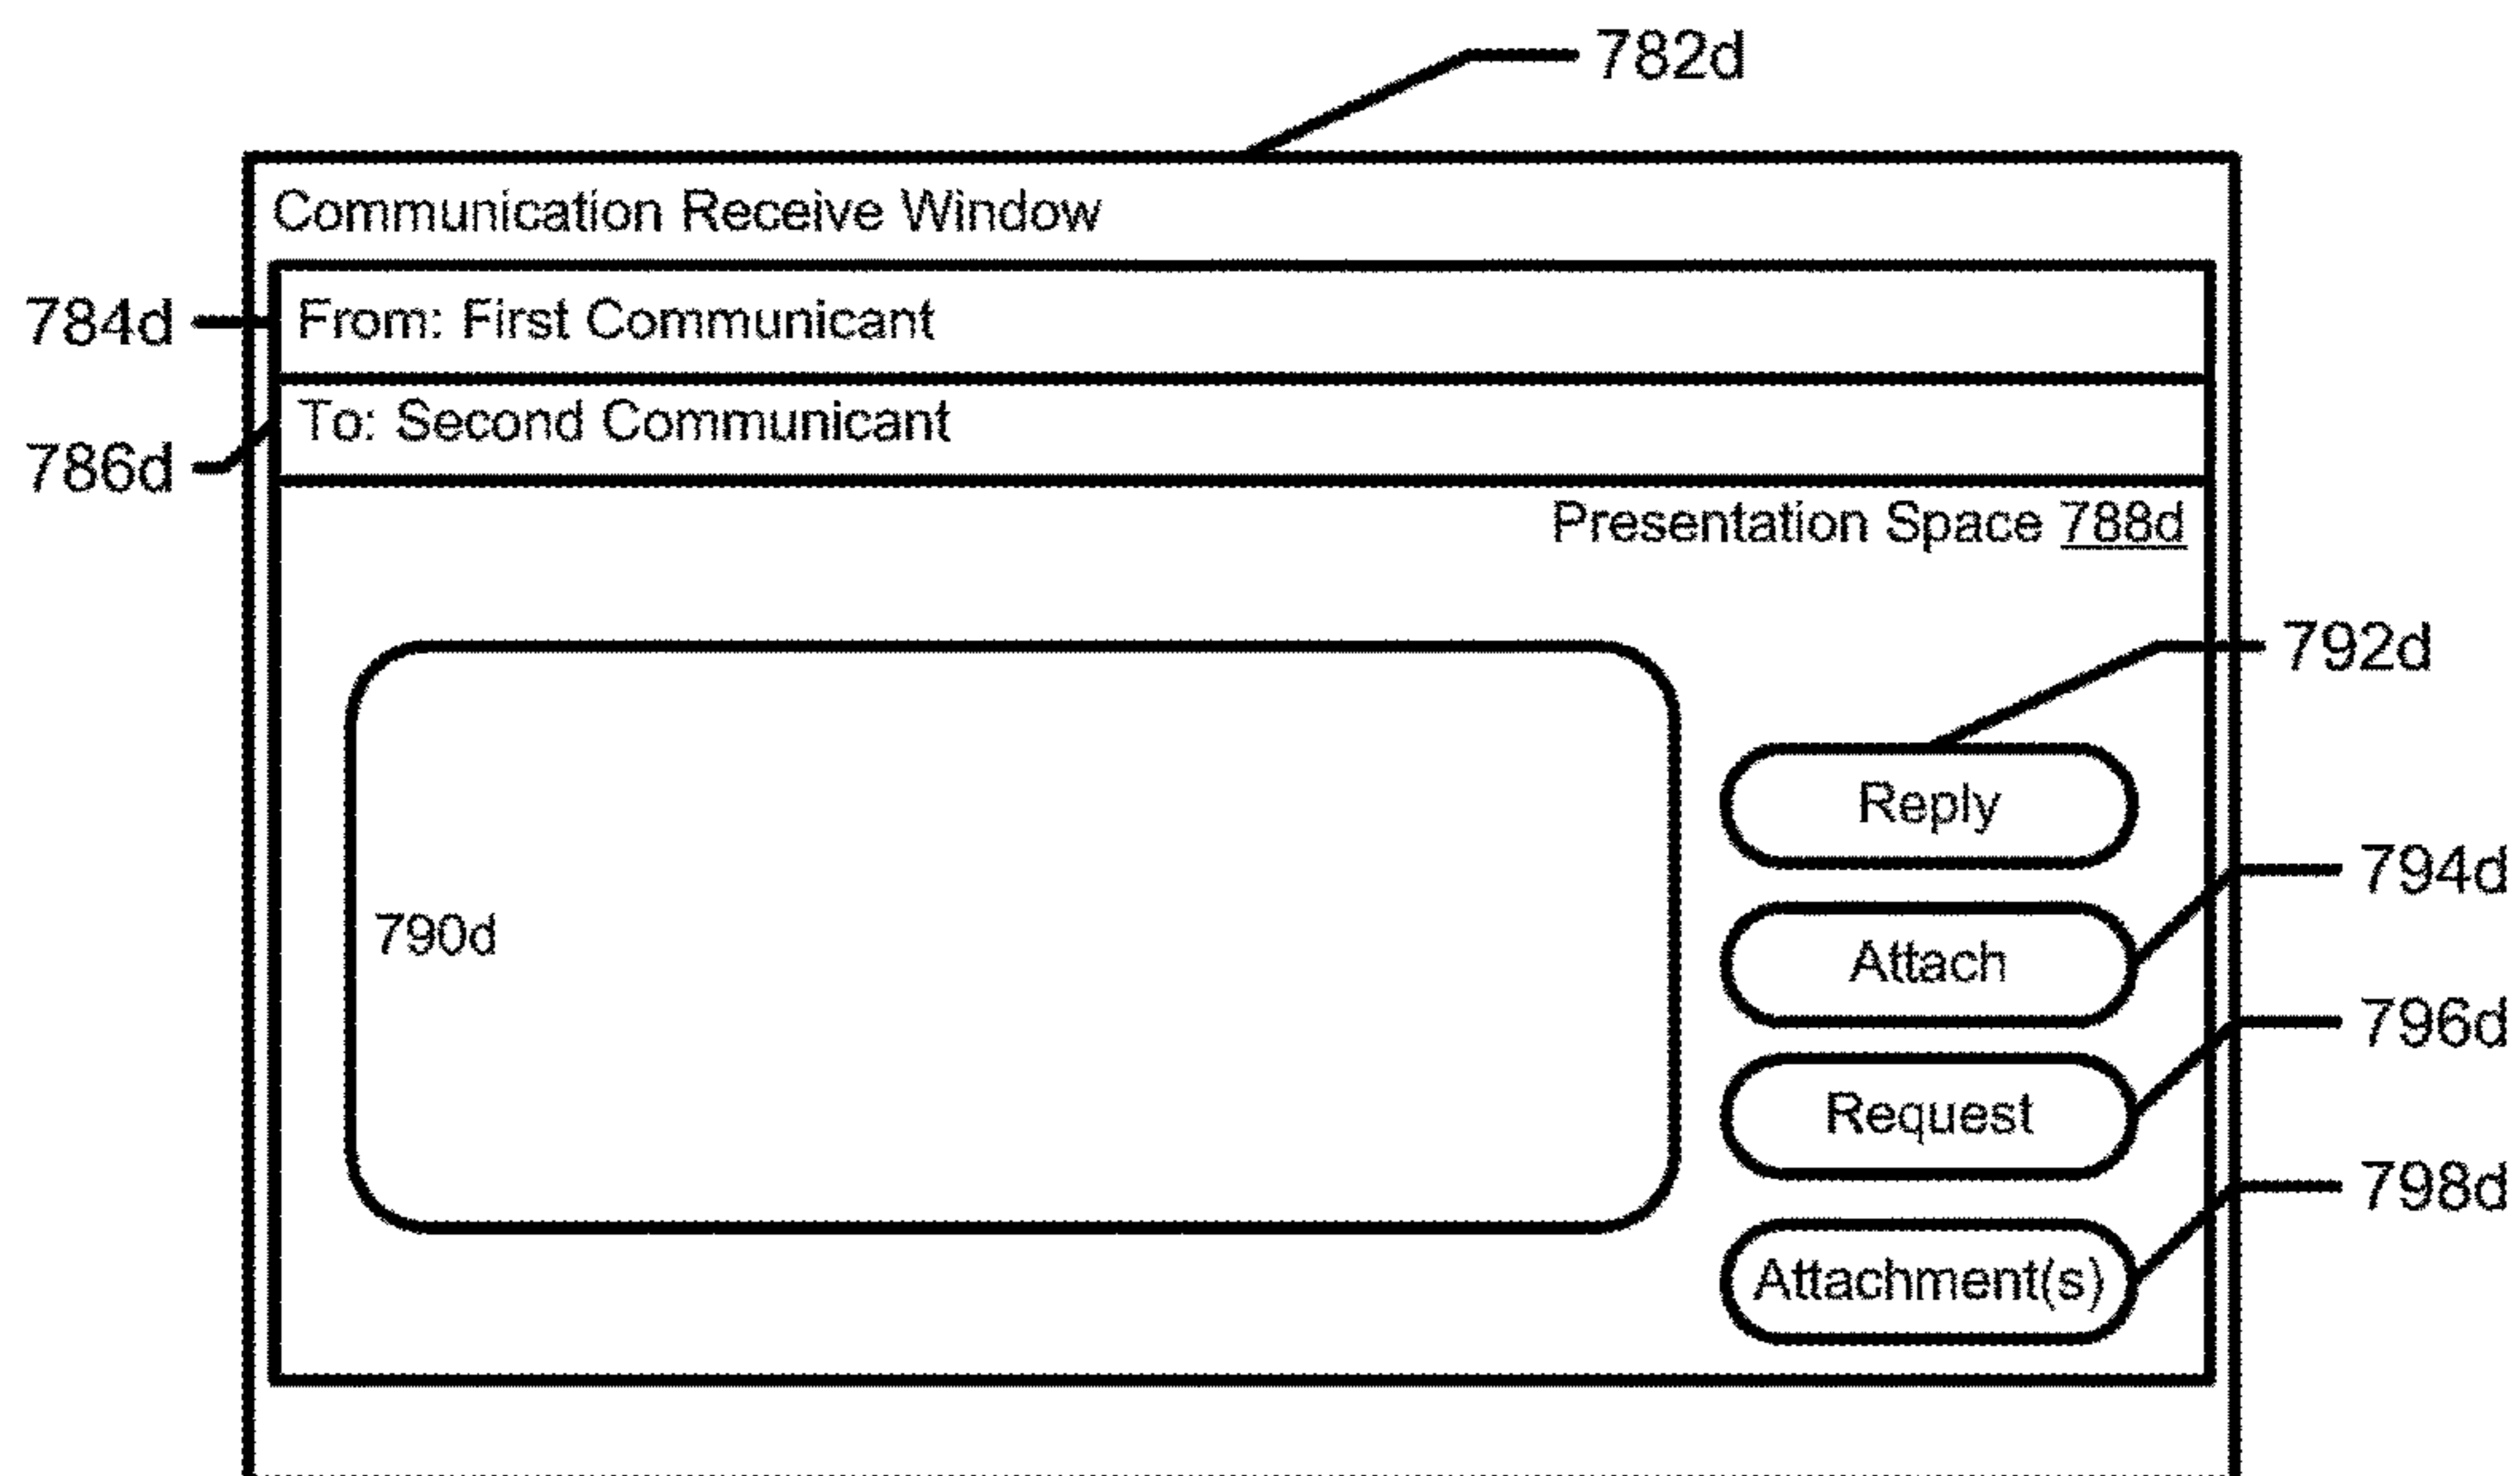 782d
Communication Receive Window
784d
From: First Communicant
To: Second Communicant
786d
Presentation Space 788d
792d
Reply
794d
790d
Attach
796d
Request
798d
Attachment(s)